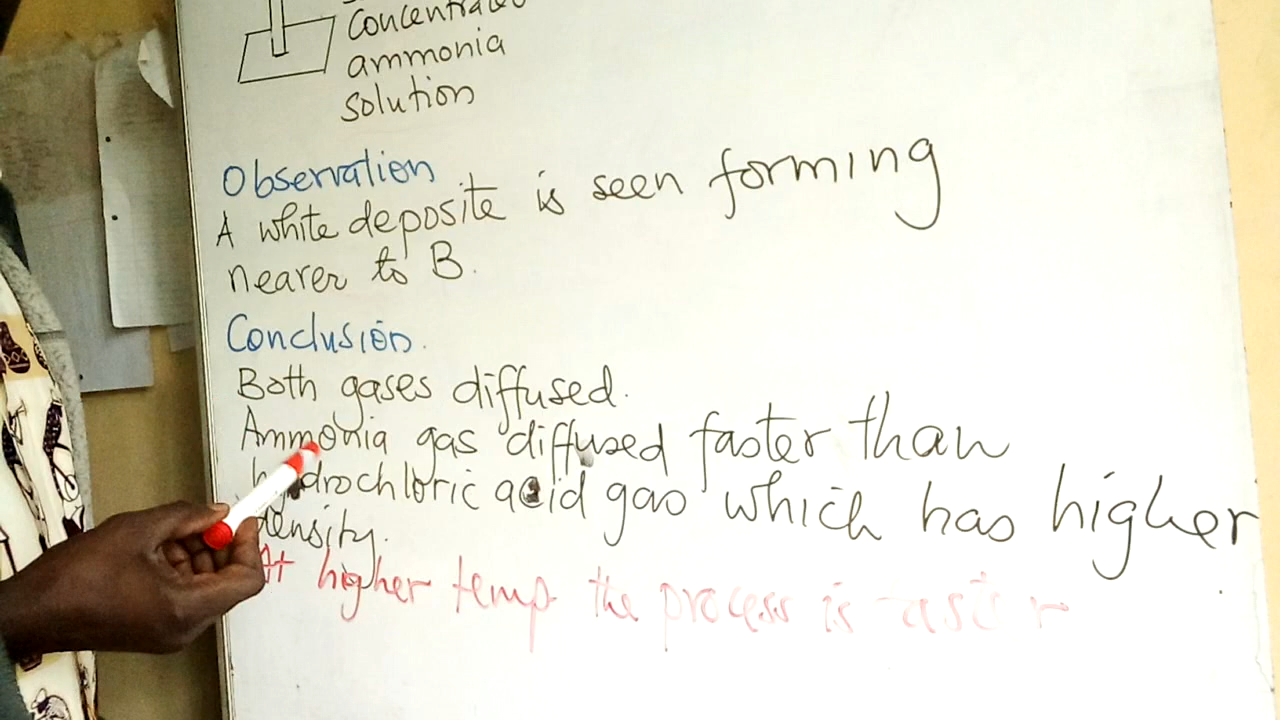 Concentrated
ammonia
solution
Observation
A white deposite is seen forming
nearer to B.
Conclusion.
Both gases diffused.
Ammonia gas diffused faster than
hydrochloric acid gas which has higher
density.
At higher temp the process is